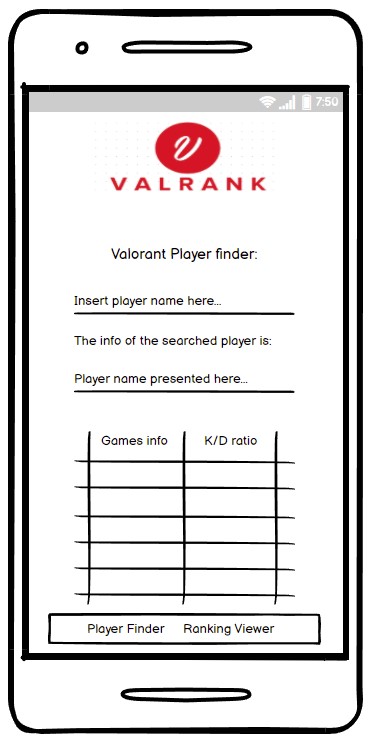 7:50
VALRANK
Valorant Player finder:
Insert player name here...
The info of the searched player is:
Player name presented here...
Games info K/D ratio
Player Finder Ranking Viewer